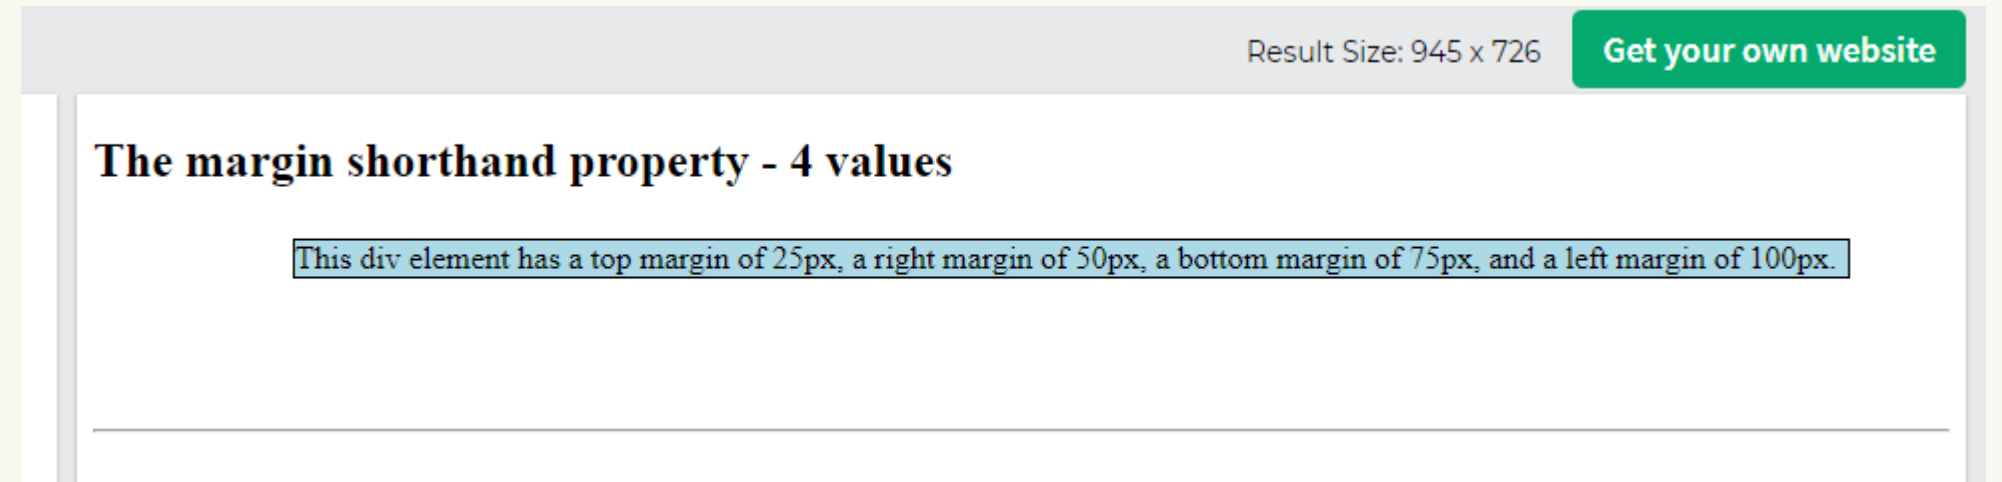 Result Size: 945 x 726
Get your own website
The margin shorthand property - 4 values
This div element has a top margin of 25px, a right margin of 50px, a bottom margin of 75px, and a left margin of 100px.